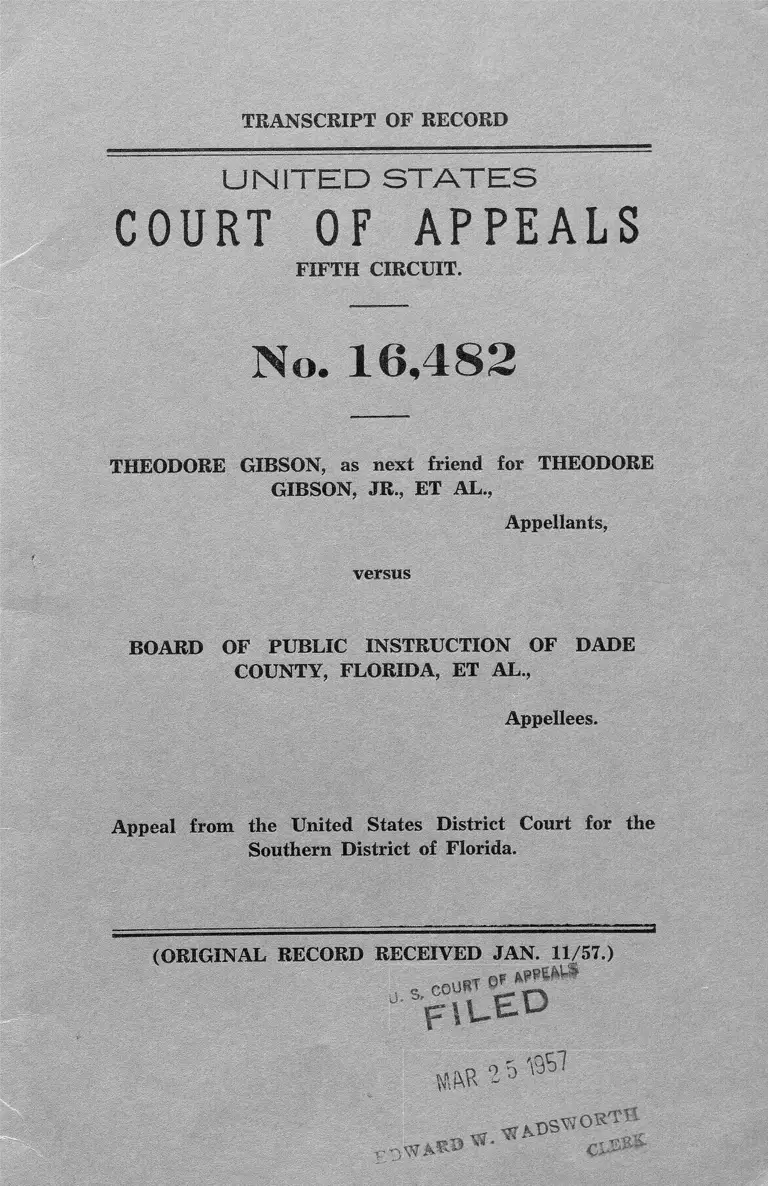 TRANSCRIPT OF RECORD
UNITED STATES
COURT OF APPEALS
FIFTH CIRCUIT.
No. 16,482
THEODORE GIBSON, as next friend for THEODORE
GIBSON, JR., ET AL.,
Appellants,
versus
BOARD OF PUBLIC INSTRUCTION OF DADE
COUNTY, FLORIDA, ET AL.,
Appellees.
Appeal from the United States District Court for the
Southern District of Florida.
(ORIGINAL RECORD RECEIVED JAN. 11/57.)
U. S. COURT OF APPEALS
FILED
MAR 25 1957
EDWARD W. WADSWORTH
CLERK